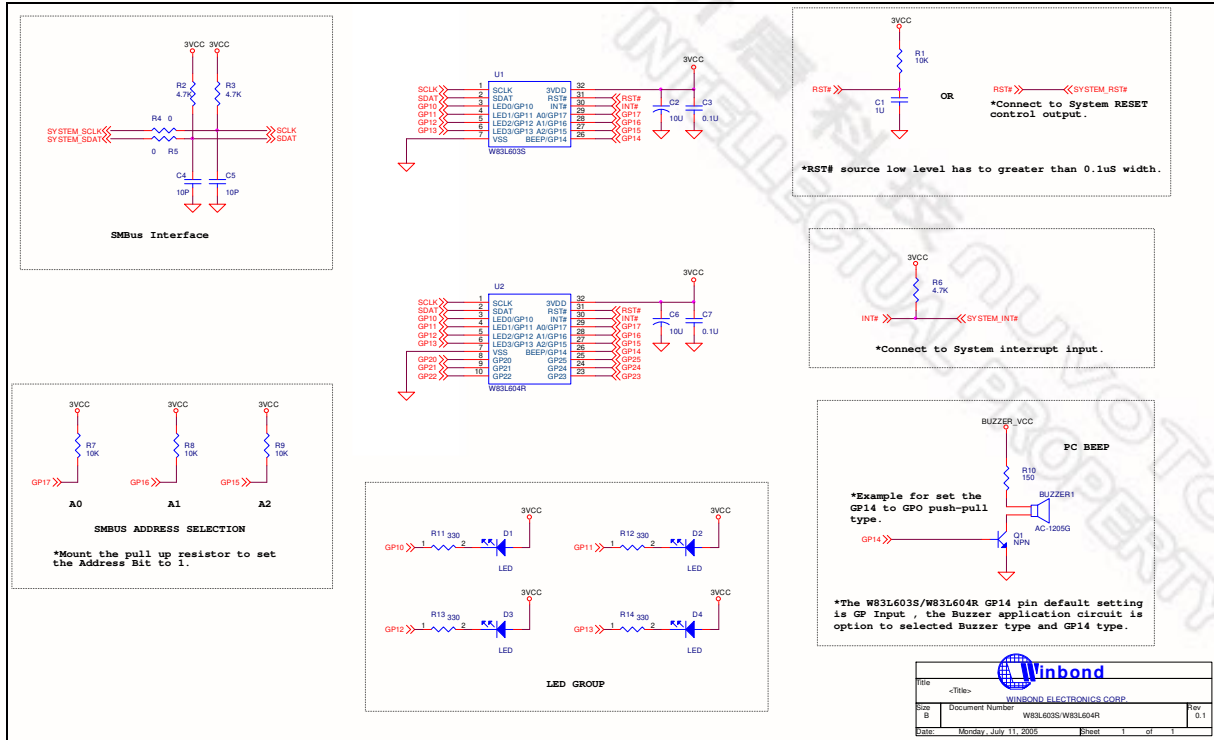 3VCC 3VCC
R2
4.7K
R3
4.7K
R4 0
SYSTEM_SCLK
SYSTEM_SDAT
SCLK
SDAT
0 R5
C4
10P
C5
10P
SMBus Interface
U1
SCLK 1 SCLK 3VDD 32
SDAT 2 SDAT RST# 31 RST#
GP10 3 LED0/GP10 INT# 30 INT#
GP11 4 LED1/GP11 A0/GP17 29 GP17
GP12 5 LED2/GP12 A1/GP16 28 GP16
GP13 6 LED3/GP13 A2/GP15 27 GP15
7 VSS BEEP/GP14 26 GP14
W83L603S
3VCC
C2
10U
C3
0.1U
3VCC
R1
10K
RST#
C1
1U
OR
RST# SYSTEM_RST#
*Connect to System RESET
control output.
*RST# source low level has to greater than 0.1uS width.
U2
SCLK 1 SCLK 3VDD 32
SDAT 2 SDAT RST# 31 RST#
GP10 3 LED0/GP10 INT# 30 INT#
GP11 4 LED1/GP11 A0/GP17 29 GP17
GP12 5 LED2/GP12 A1/GP16 28 GP16
GP13 6 LED3/GP13 A2/GP15 27 GP15
7 VSS BEEP/GP14 26 GP14
GP20 8 GP20 GP25 25 GP25
GP21 9 GP21 GP24 24 GP24
GP22 10 GP22 GP23 23 GP23
W83L604R
3VCC
C6
10U
C7
0.1U
3VCC
R6
4.7K
INT# SYSTEM_INT#
*Connect to System interrupt input.
3VCC 3VCC 3VCC
R7
10K
R8
10K
R9
10K
GP17 GP16 GP15
A0 A1 A2
SMBUS ADDRESS SELECTION
*Mount the pull up resistor to set
the Address Bit to 1.
3VCC
GP10 1 R11 330 2 D1
LED
3VCC
GP11 1 R12 330 2 D2
LED
3VCC
GP12 1 R13 330 2 D3
LED
3VCC
GP13 1 R14 330 2 D4
LED
LED GROUP
BUZZER_VCC
PC BEEP
R10
150
BUZZER1
AC-1205G
*Example for set the
GP14 to GPO push-pull
type.
GP14
Q1
NPN
*The W83L603S/W83L604R GP14 pin default setting
is GP Input , the Buzzer application circuit is
option to selected Buzzer type and GP14 type.
Winbond
Title
<Title>
WINBOND ELECTRONICS CORP.
Size
B
Document Number
W83L603S/W83L604R
Rev
0.1
Date: Monday, July 11, 2005 Sheet 1 of 1
INTELLECTUAL PROPERTY
nuvoTo